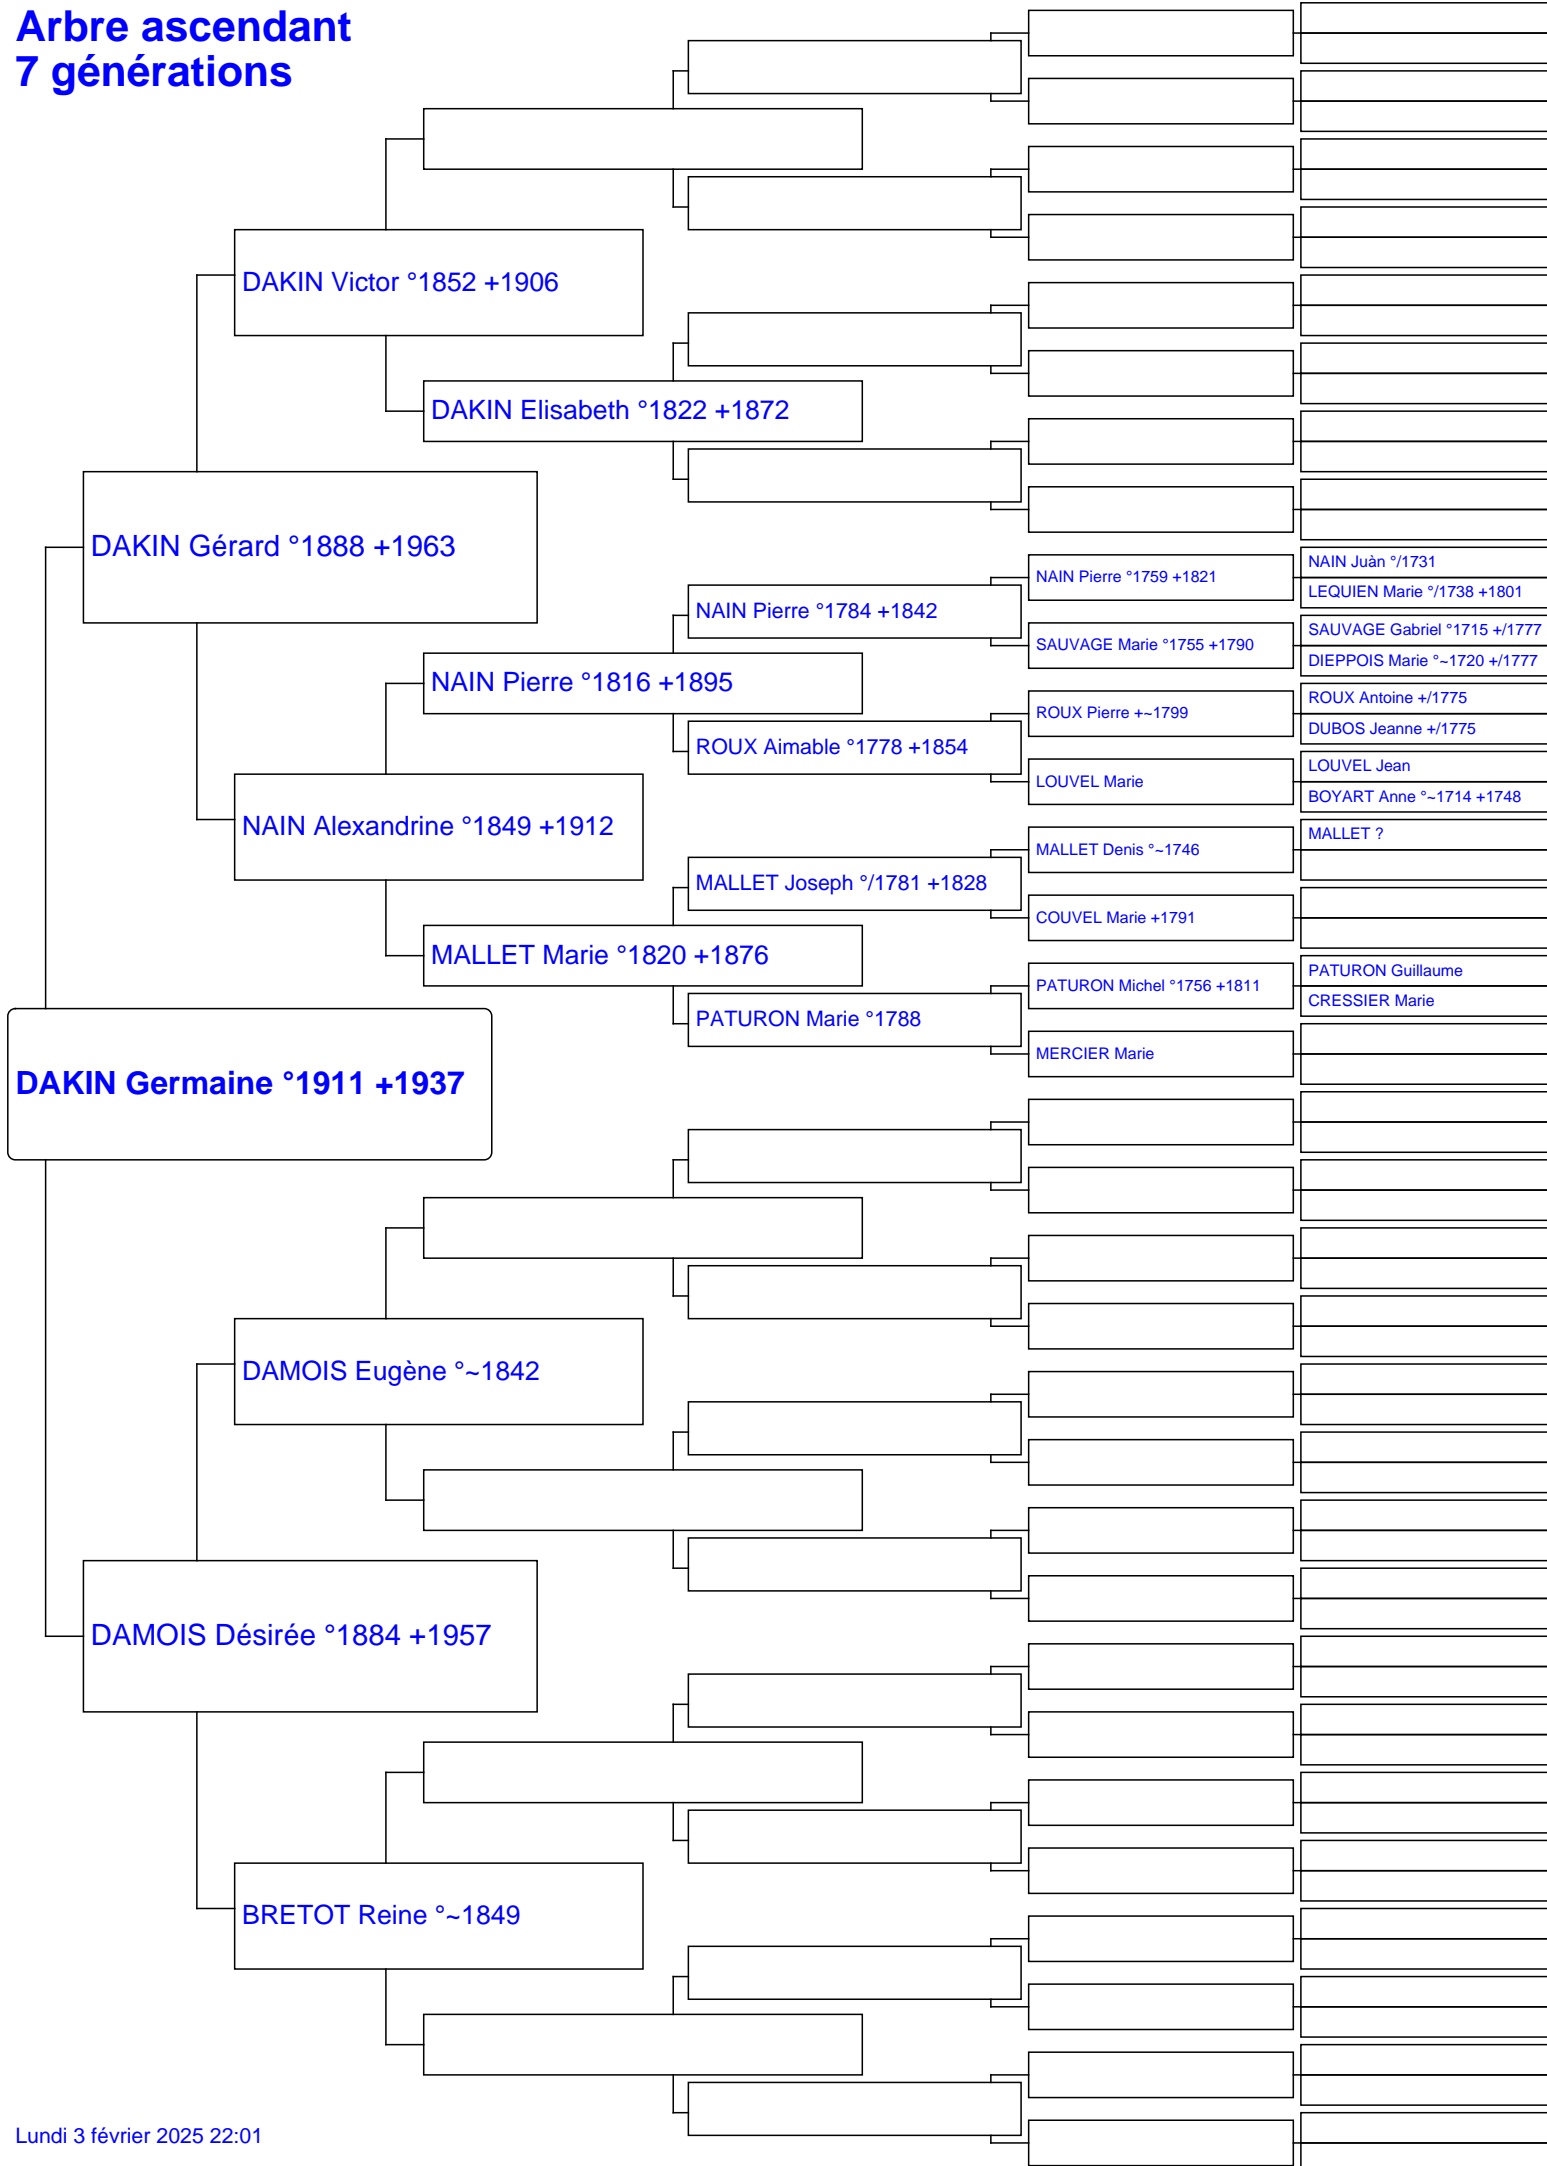 Arbre ascendant
7 générations
DAKIN Victor °1852 +1906
DAKIN Elisabeth °1822 +1872
DAKIN Gérard °1888 +1963
NAIN Pierre °1816 +1895
NAIN Pierre °1784 +1842
NAIN Pierre °1759 +1821
NAIN Juàn °/1731
LEQUIEN Marie °/1738 +1801
SAUVAGE Marie °1755 +1790
SAUVAGE Gabriel °1715 +/1777
DIEPPOIS Marie °~1720 +/1777
ROUX Aimable °1778 +1854
ROUX Pierre +~1799
ROUX Antoine +/1775
DUBOS Jeanne +/1775
LOUVEL Marie
LOUVEL Jean
BOYART Anne °~1714 +1748
NAIN Alexandrine °1849 +1912
MALLET Marie °1820 +1876
MALLET Joseph °/1781 +1828
MALLET Denis °~1746
MALLET ?
COUVEL Marie +1791
PATURON Marie °1788
PATURON Michel °1756 +1811
PATURON Guillaume
CRESSIER Marie
MERCIER Marie
DAKIN Germaine °1911 +1937
DAMOIS Eugène °~1842
DAMOIS Désirée °1884 +1957
BRETOT Reine °~1849
Lundi 3 février 2025 22:01